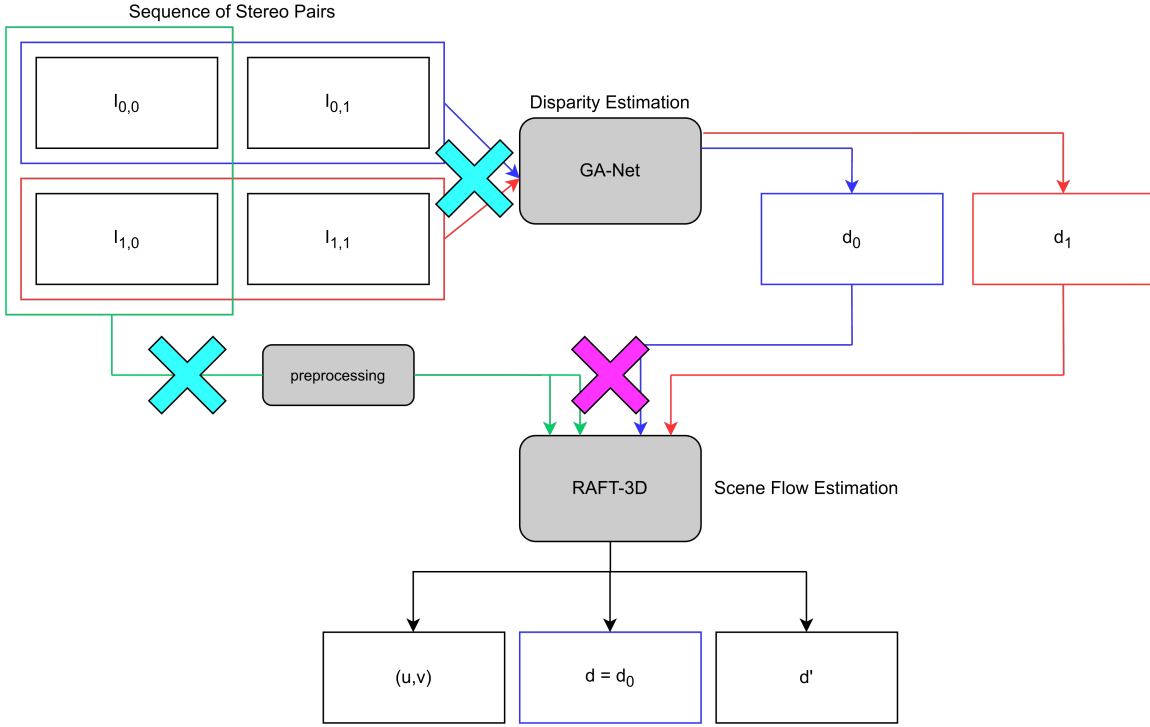 Sequence of Stereo Pairs
I0,0
I0,1
Disparity Estimation
GA-Net
I1,0
I1,1
d0
d1
preprocessing
RAFT-3D
Scene Flow Estimation
(u,v)
d = d0
d'